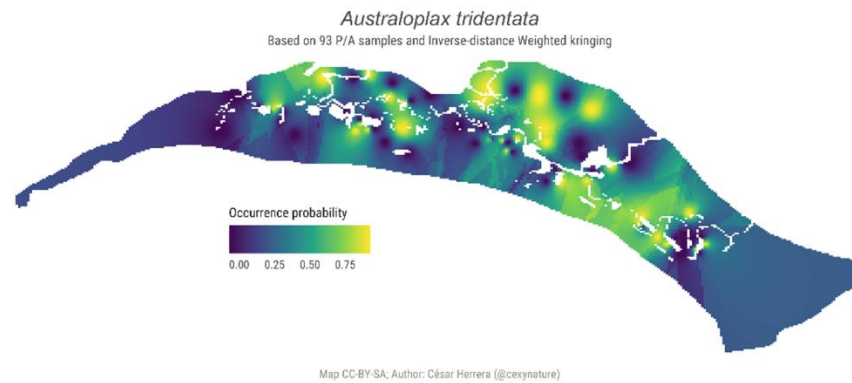 Australoplax tridentata
Based on 93 P/A samples and Inverse-distance Weighted kringing
Occurrence probability
0.00 0.25 0.50 0.75
Map CC-BY-SA; Author: César Herrera (@cexynature)